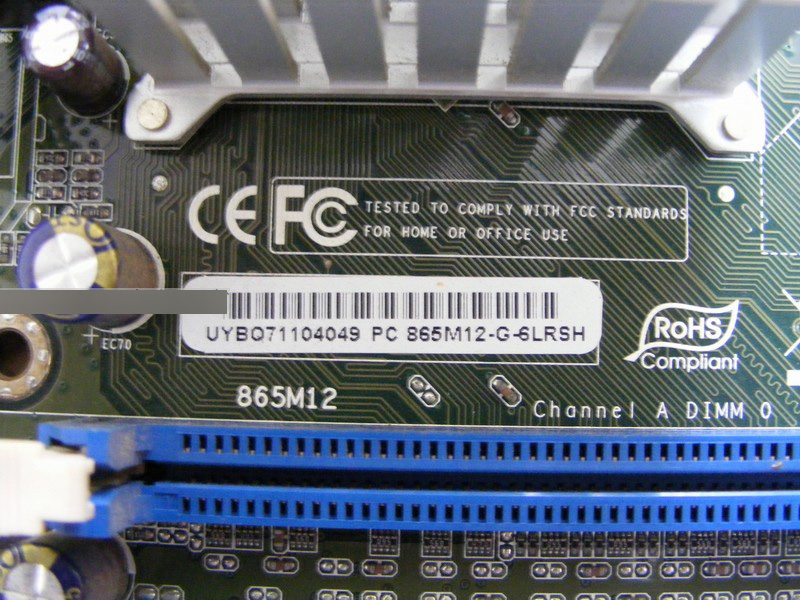 CE FC TESTED TO COMPLY WITH FCC STANDARDS
FOR HOME OR OFFICE USE
UYBQ71104049 PC 865M12-G-6LRSH
RoHS
Compliant
EC70
865M12
Channel A DIMM 0